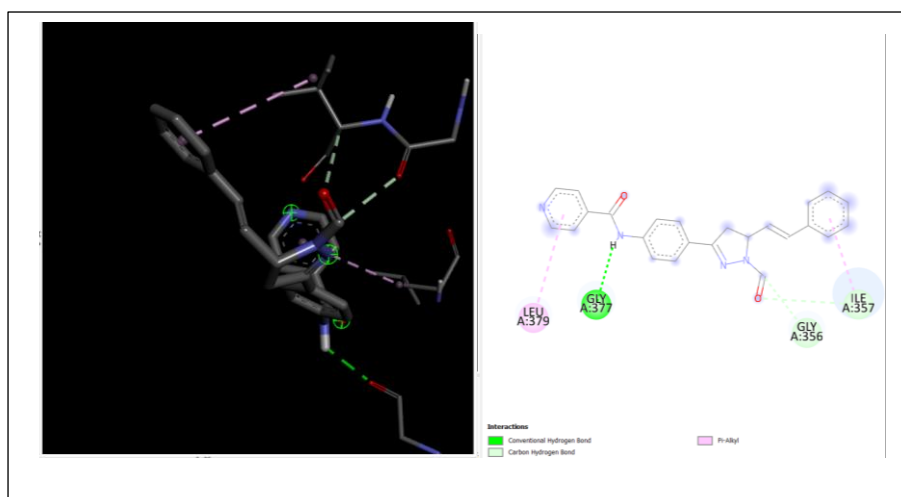 O
N
N
H
N
N
O
LEU
A:379
GLY
A:377
GLY
A:356
ILE
A:357
Interactions
Conventional Hydrogen Bond
Carbon Hydrogen Bond
Pi-Alkyl